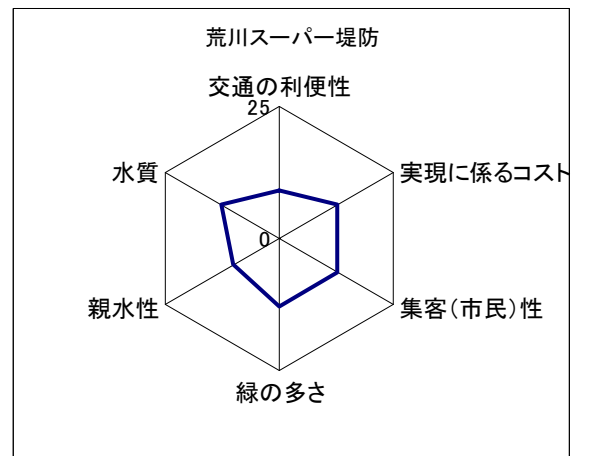 荒川スーパー堤防
交通の利便性
25
水質
実現に係るコスト
0
親水性
集客(市民)性
緑の多さ